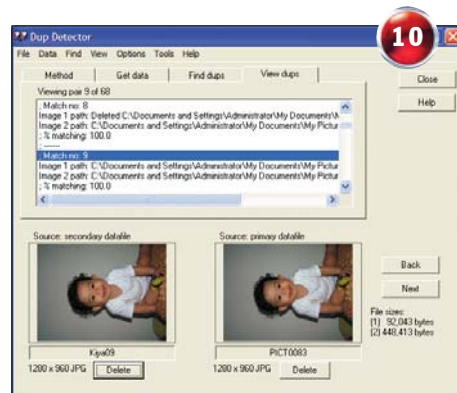 Dup Detector
10
File Data Find View Options Tools Help
Method Get data Find dups View dups
Close
Help
Viewing pair 9 of 68
; Match no: 8
Image 1 path: Deleted C:\Documents and Settings\Administrator\My Documents\
Image 2 path: C:\Documents and Settings\Administrator\My Documents\My Pictur
; % matching: 100.0
; ------
; Match no: 9
Image 1 path: C:\Documents and Settings\Administrator\My Documents\My Pictur
Image 2 path: C:\Documents and Settings\Administrator\My Documents\My Pictur
; % matching: 100.0
Source: secondary datafile
Source: primary datafile
Back
Next
File sizes:
(1) 92,043 bytes
(2) 448,413 bytes
Kiya09
PICT0083
1280 x 960 JPG Delete
1280 x 960 JPG Delete